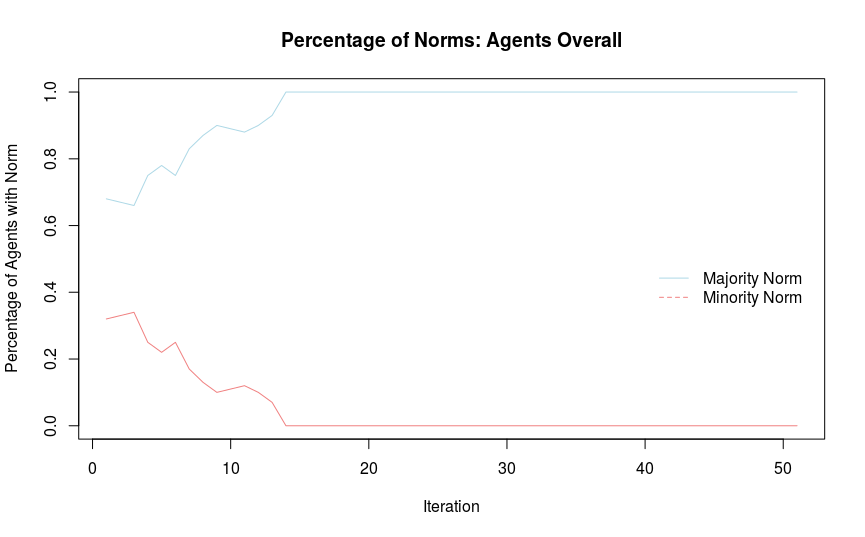 Percentage of Norms: Agents Overall
Percentage of Agents with Norm
1.0
0.8
0.6
0.4
0.2
0.0
Majority Norm
Minority Norm
0 10 20 30 40 50
Iteration